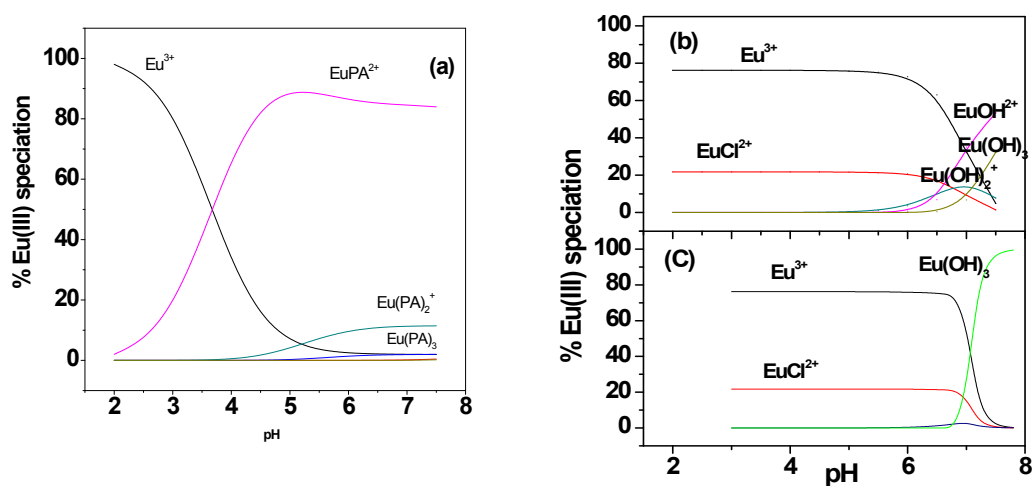 (a)
Eu³⁺
EuPA²⁺
Eu(PA)₂⁺
Eu(PA)₃
% Eu(III) speciation
100
80
60
40
20
0
2 3 4 5 6 7 8
pH
(b)
Eu³⁺
EuCl²⁺
EuOH²⁺
Eu(OH)₃
Eu(OH)₂⁺
100
80
60
40
20
0
(C)
Eu³⁺
EuCl²⁺
Eu(OH)₃
100
80
60
40
20
0
% Eu(III) speciation
2 4 6 8
pH